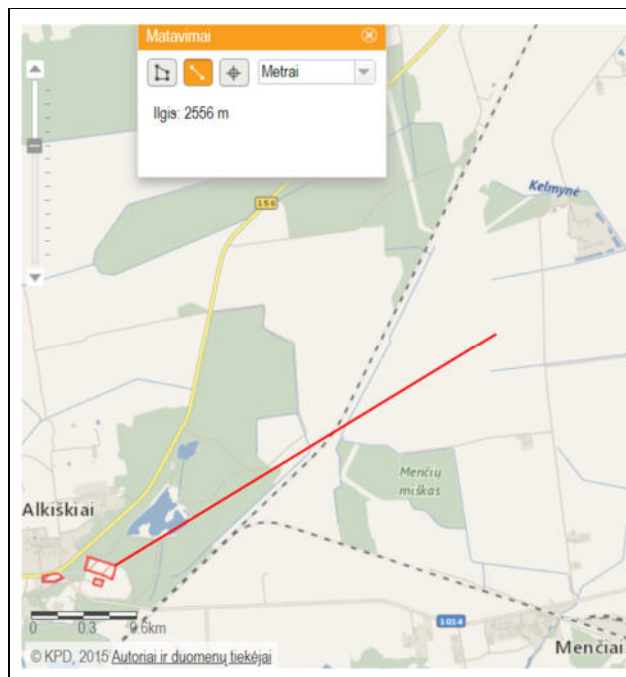 Matavimai
Metrai
Ilgis: 2556 m
156
Kelmynė
Menčių
miškas
Alkiškiai
0 0.3 0.6km
1014
Menčiai
© KPD, 2015 Autoriai ir duomenų tiekėjai